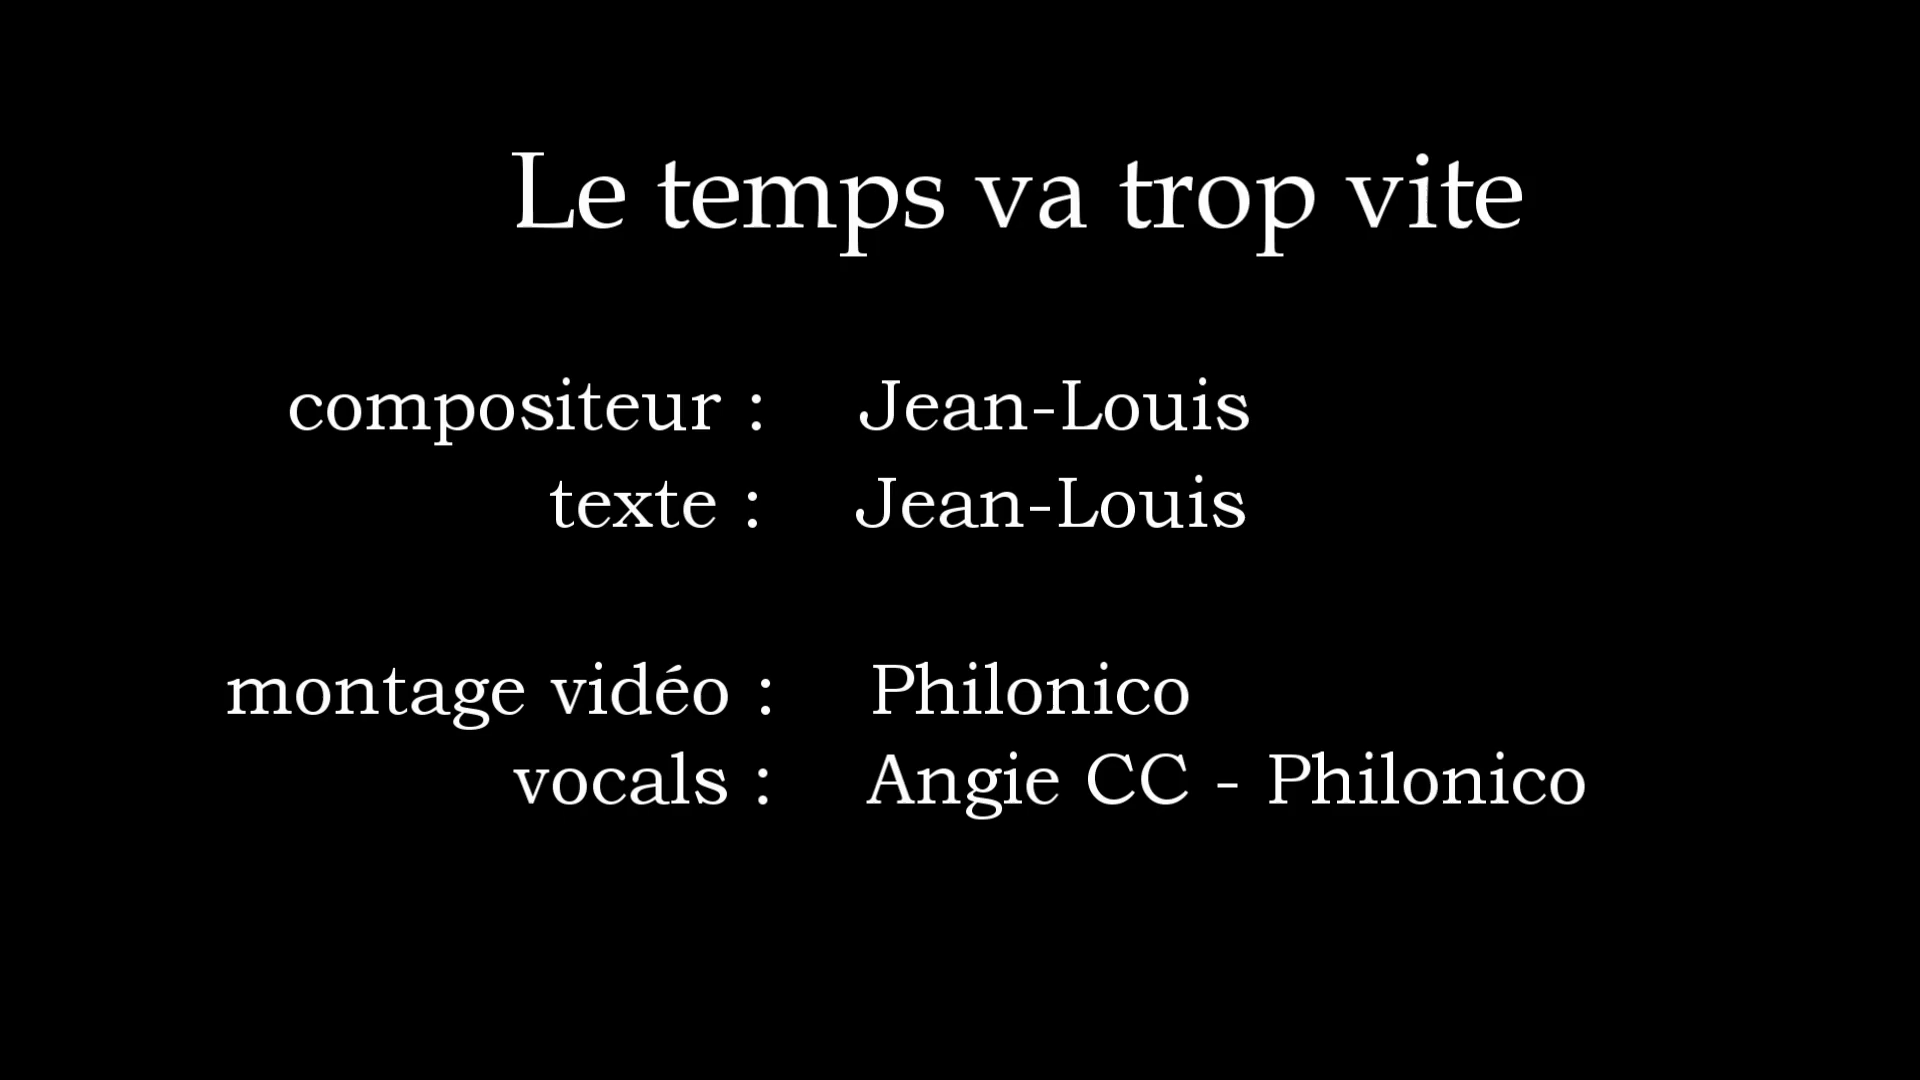 Le temps va trop vite
compositeur : Jean-Louis
texte : Jean-Louis
montage vidéo : Philonico
vocals : Angie CC - Philonico